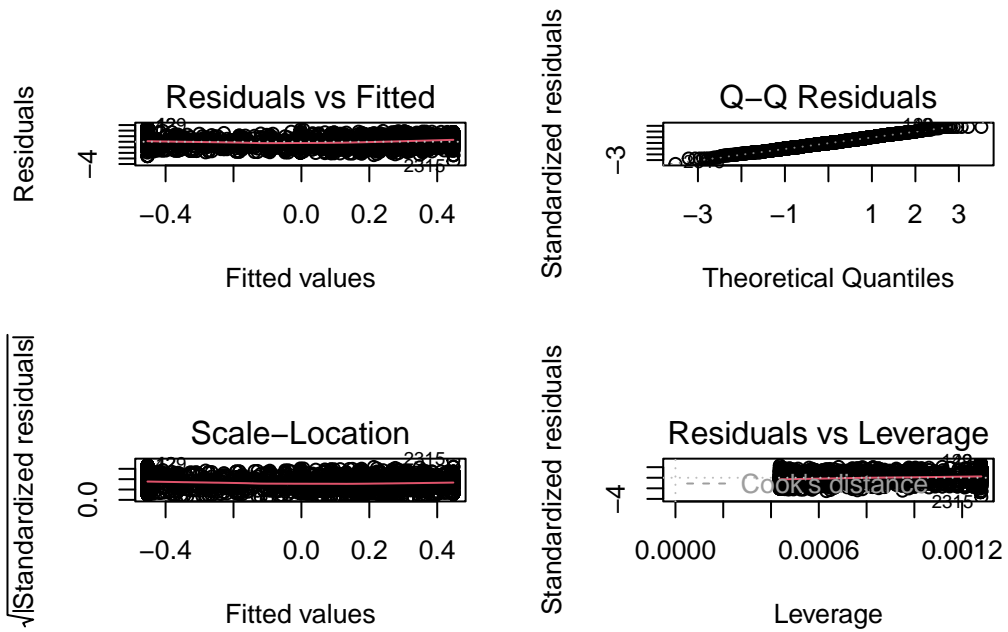 Residuals vs Fitted
Residuals
−4
129
2315
−0.4 0.0 0.2 0.4
Fitted values
Q−Q Residuals
Standardized residuals
−3
−3 −1 1 2 3
Theoretical Quantiles
Scale−Location
√|Standardized residuals|
0.0
129
2315
−0.4 0.0 0.2 0.4
Fitted values
Residuals vs Leverage
Standardized residuals
−4
Cook's distance
2315
0.0000 0.0006 0.0012
Leverage